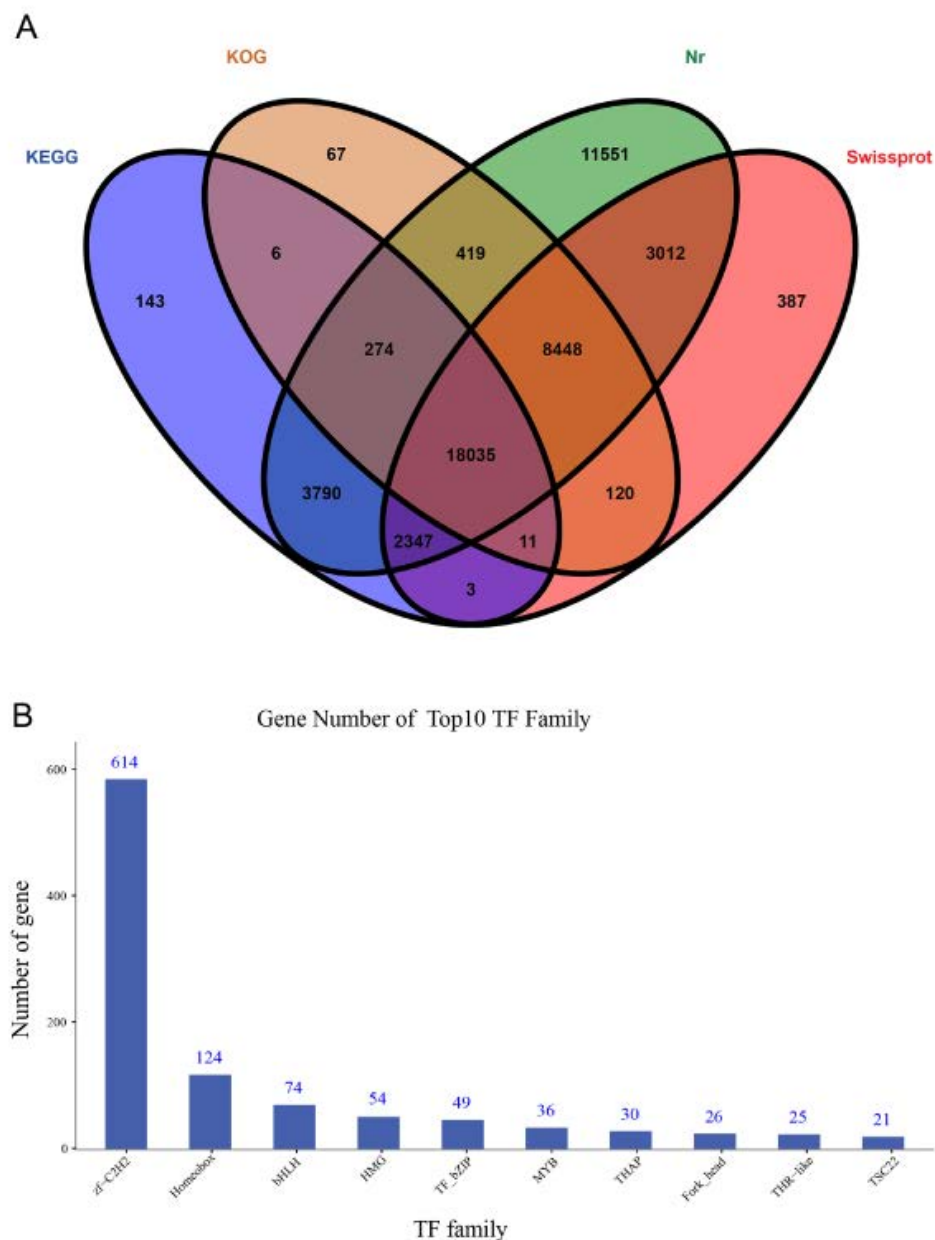 A
KOG Nr
KEGG Swissprot
67 11551
6 419 3012
143 387
274 8448
18035
3790 120
2347 11
3
B
Gene Number of Top10 TF Family
Number of gene
600
400
200
0
614
124
74
54
49
36
30
26
25
21
zf-C2H2
Homeobox
bHLH
HMG
TF_bZIP
MYB
THAP
Fork_head
THR-like
TSC22
TF family